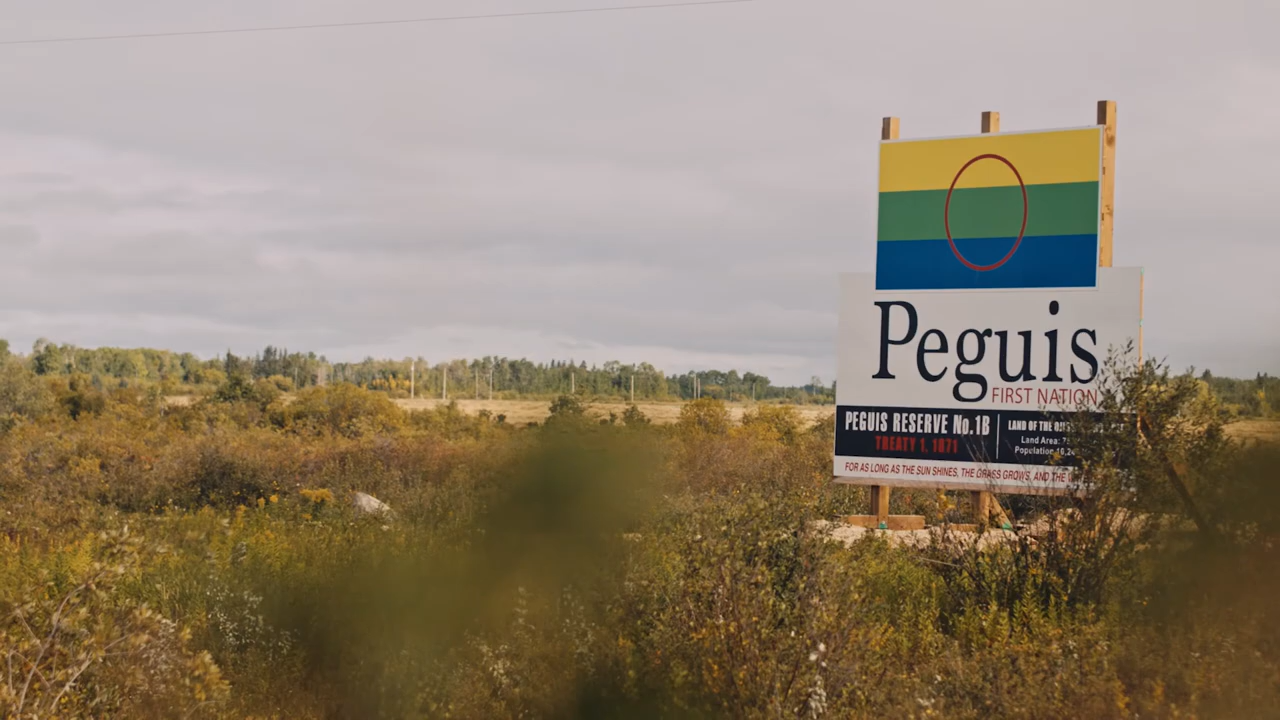 Peguis
FIRST NATION
PEGUIS RESERVE No.1B
TREATY 1, 1871
LAND OF THE
Land Area:
Population
FOR AS LONG AS THE SUN SHINES, THE GRASS GROWS, AND THE